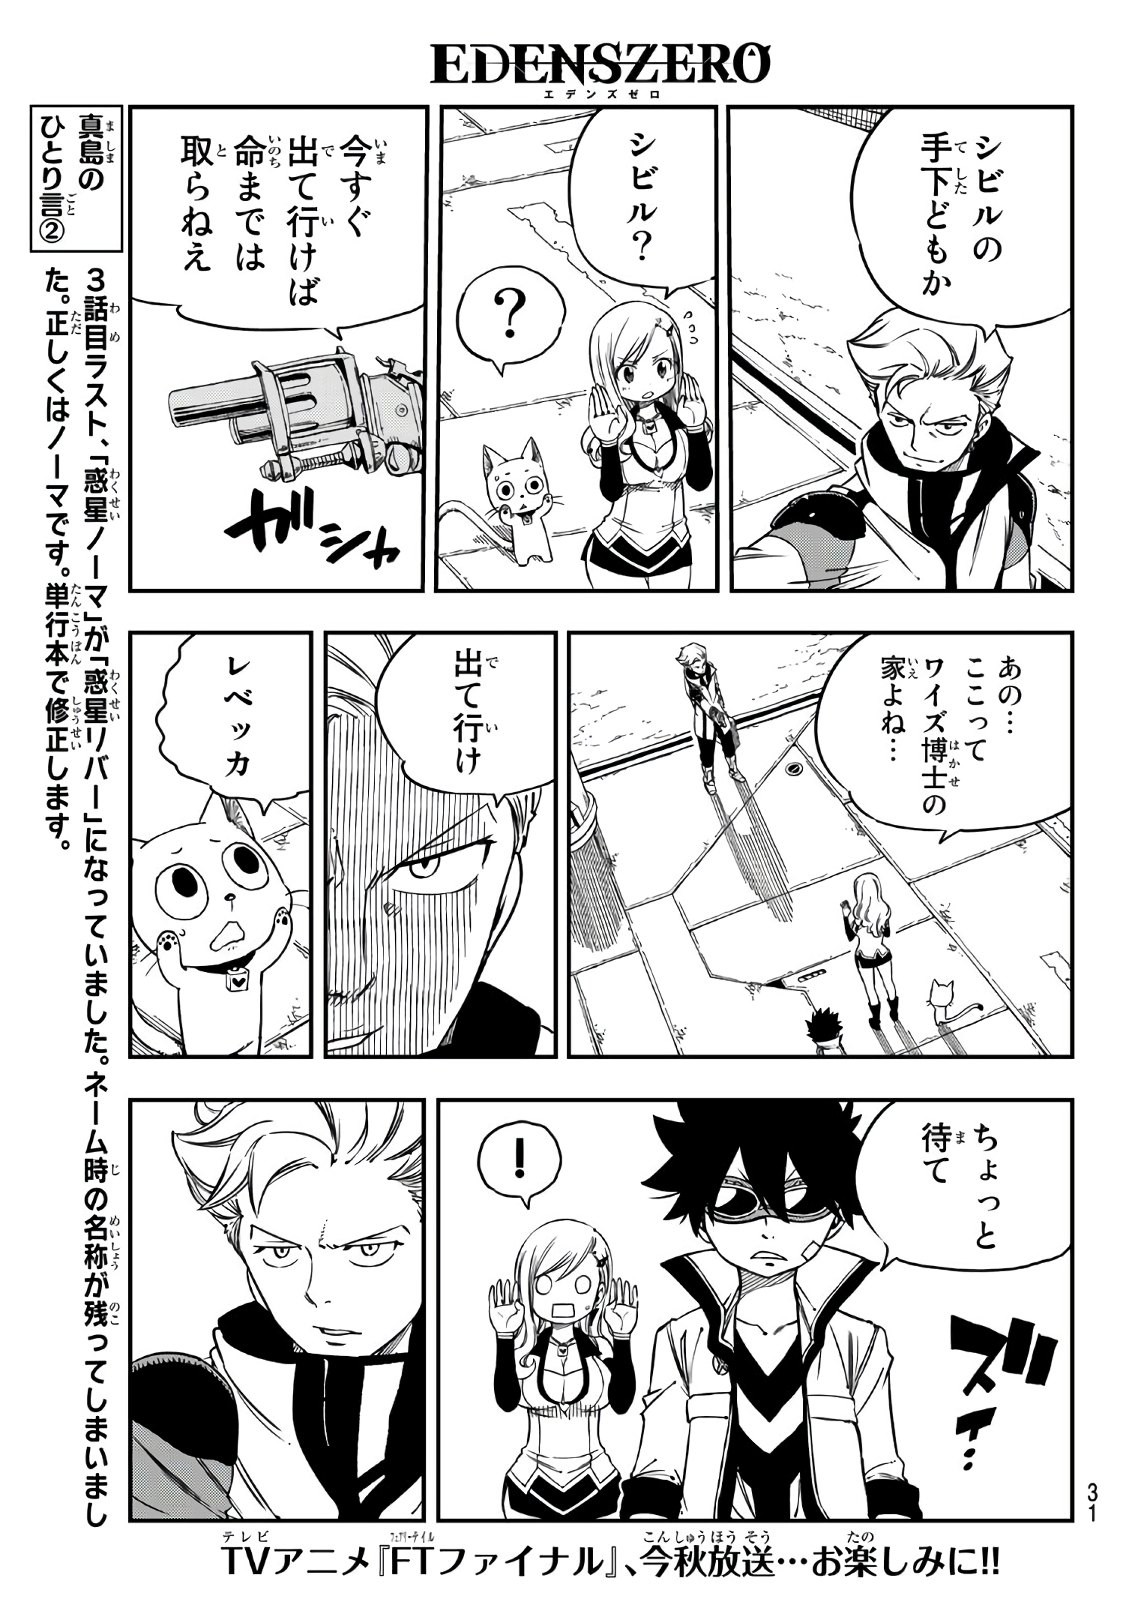 EDENSZERO
エデンズゼロ
シビルの
手下どもか
シビル？
？
今すぐ
出て行けば
命までは
取らねえ
ガシャ
あの…
ここって
ワイズ博士の
家よね…
出て行け
レベッカ
ちょっと
待て
！
ズイ…
真島の
ひとり言②
３話目ラスト、「惑星ノーマ」が「惑星リバー」になっていました。ネーム時の名称が残ってしまいまし
た。正しくはノーマです。単行本で修正します。
TVアニメ『FTファイナル』、今秋放送…お楽しみに!!
31